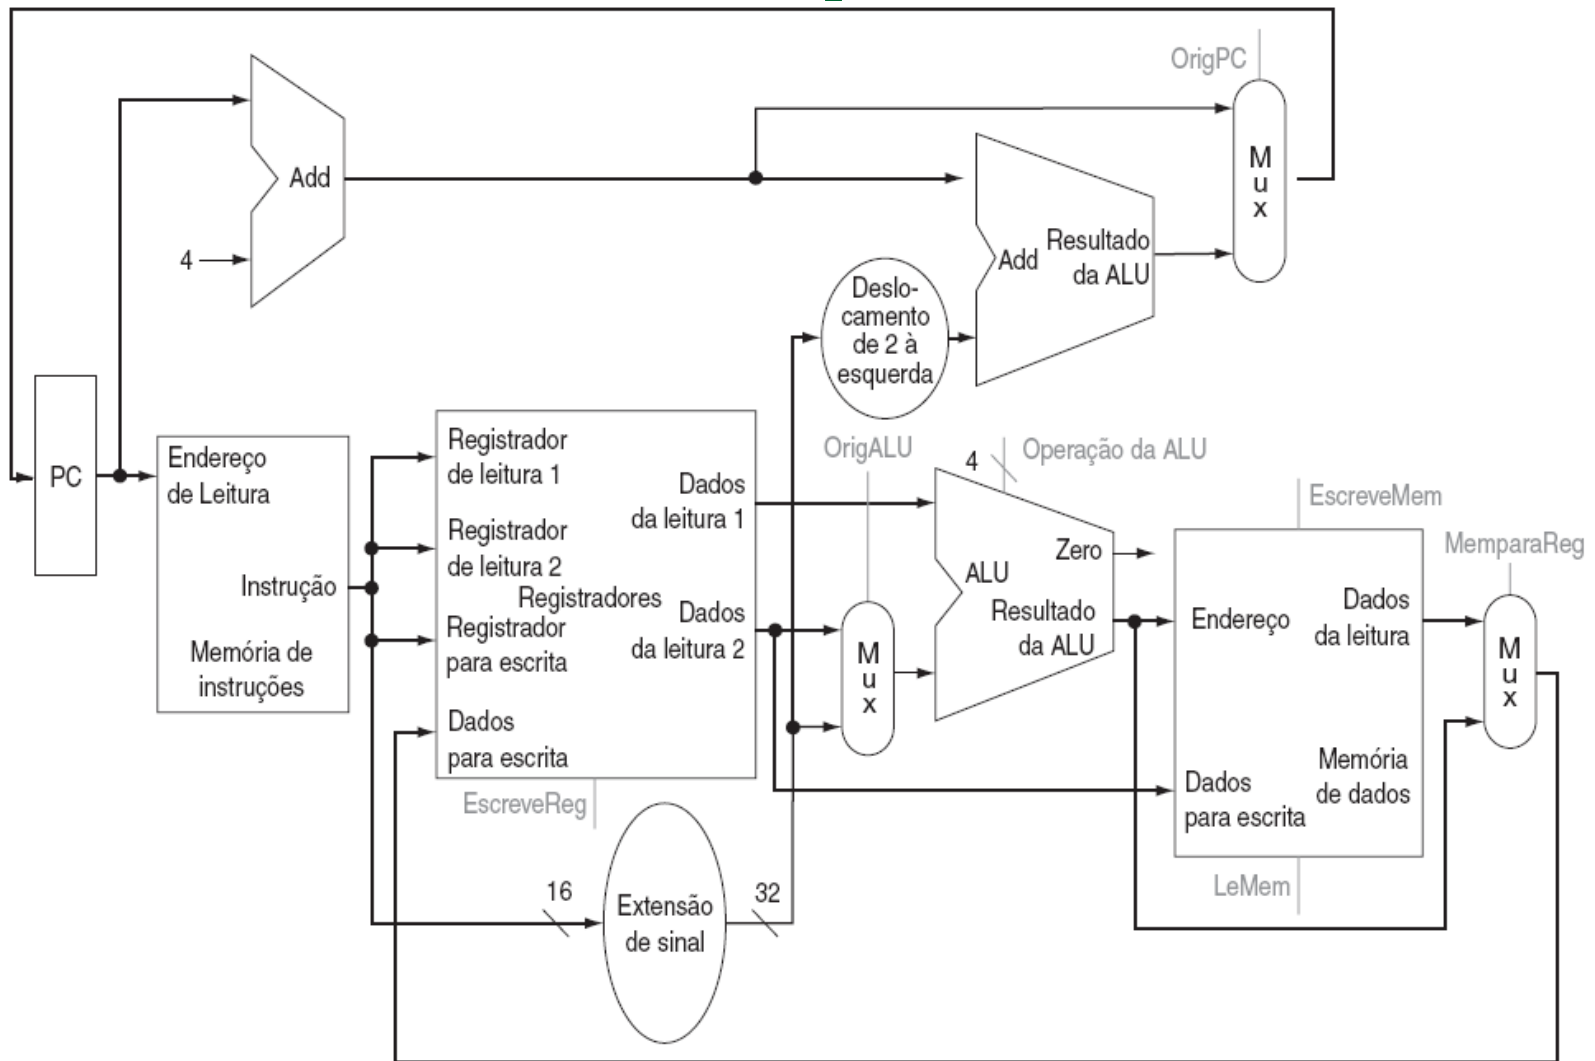 OrigPC
M
u
x
Add
4
Resultado
da ALU
Add
Deslo-
camento
de 2 à
esquerda
PC
Endereço
de Leitura
Instrução
Memória de
instruções
Registrador
de leitura 1
Registrador
de leitura 2
Registradores
Registrador
para escrita
Dados
para escrita
Dados
da leitura 1
Dados
da leitura 2
EscreveReg
16
Extensão
de sinal
32
OrigALU
M
u
x
4
Operação da ALU
Zero
ALU
Resultado
da ALU
EscreveMem
Endereço
Dados
da leitura
Memória
de dados
Dados
para escrita
LeMem
MemparaReg
M
u
x